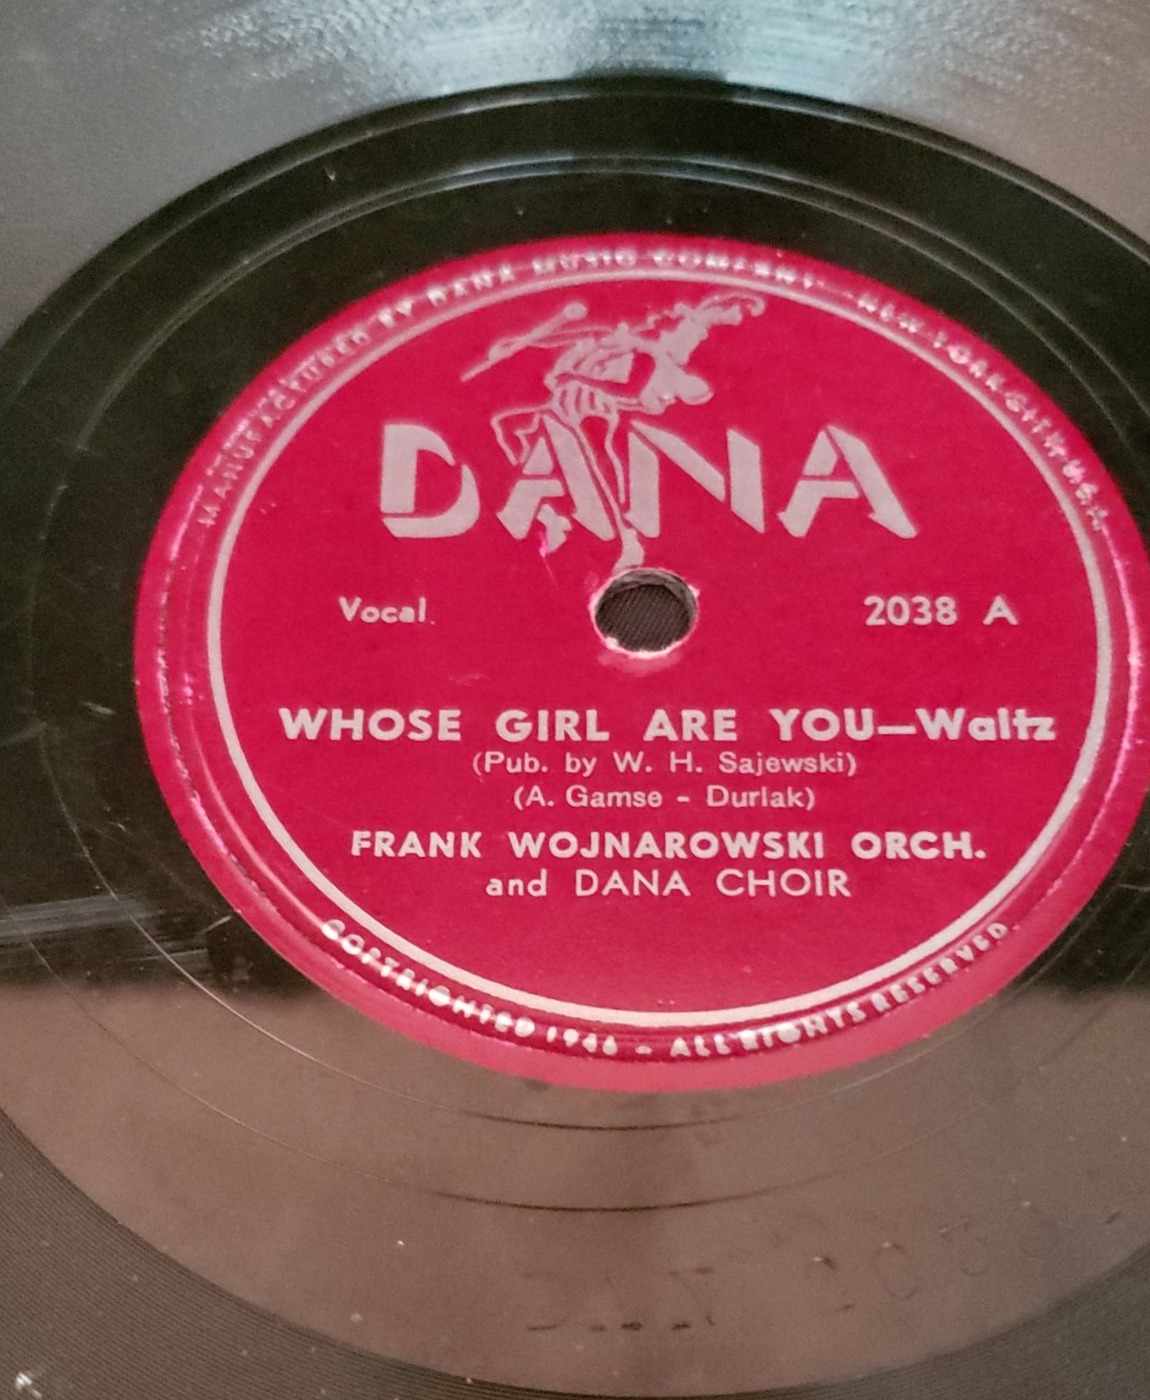 MANUFACTURED BY DANA MUSIC COMPANY · NEW YORK CITY, U.S.A.
DANA
Vocal
2038 A
WHOSE GIRL ARE YOU—Waltz
(Pub. by W. H. Sajewski)
(A. Gamse - Durlak)
FRANK WOJNAROWSKI ORCH.
and DANA CHOIR
COPYRIGHTED 1946 - ALL RIGHTS RESERVED